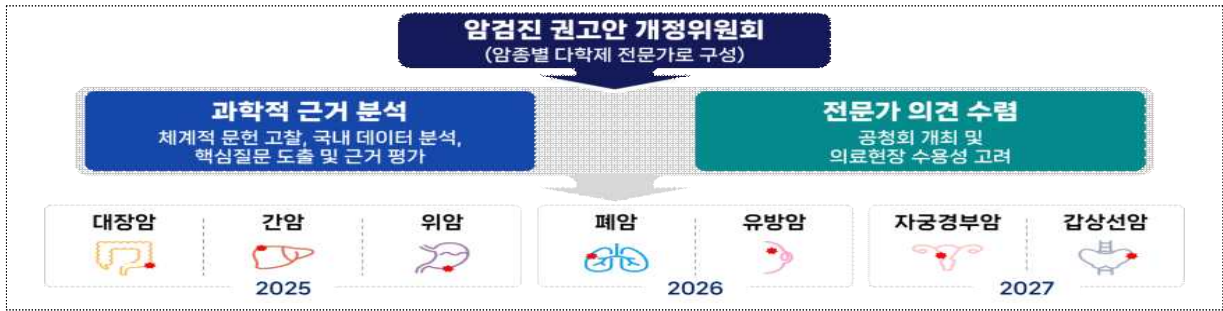 암검진 권고안 개정위원회
(암종별 다학제 전문가로 구성)
과학적 근거 분석
체계적 문헌 고찰, 국내 데이터 분석,
핵심질문 도출 및 근거 평가
전문가 의견 수렴
공청회 개최 및
의료현장 수용성 고려
대장암
간암
위암
2025
폐암
유방암
2026
자궁경부암
갑상선암
2027